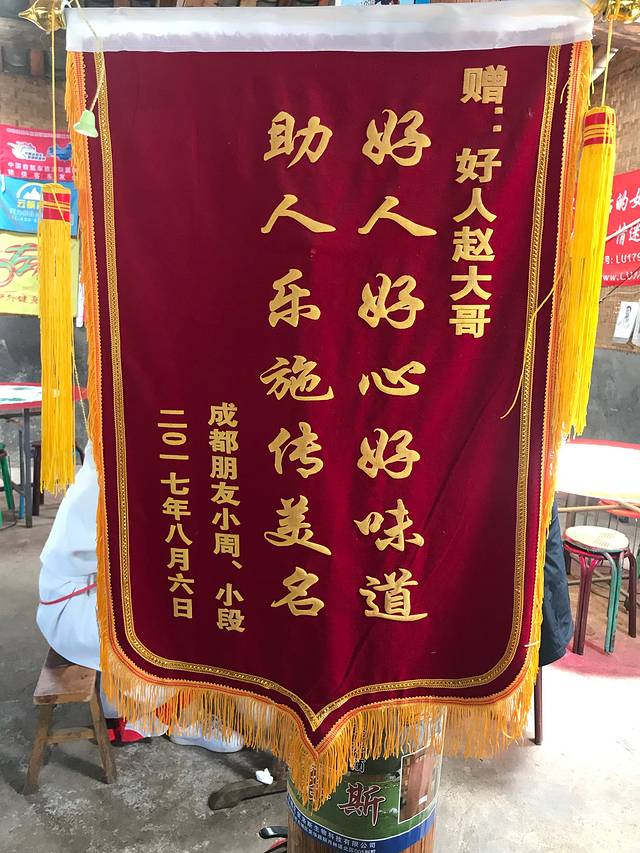 赠：好人赵大哥
好人好心好味道
助人乐施传美名
成都朋友小周、小段
二〇一七年八月六日
斯